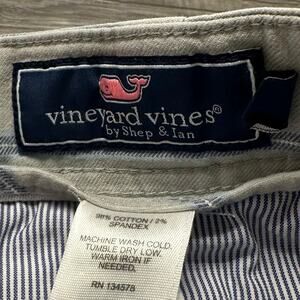 vineyard vines®
by Shep & Ian
98% COTTON / 2%
SPANDEX
MACHINE WASH COLD.
TUMBLE DRY LOW.
WARM IRON IF
NEEDED.
RN 134578